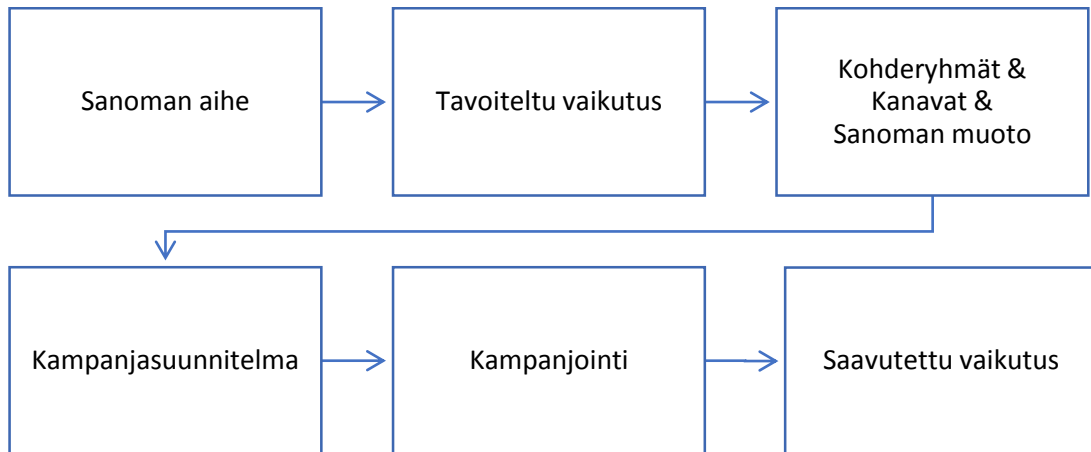 Sanoman aihe
Tavoiteltu vaikutus
Kohderyhmät &
Kanavat &
Sanoman muoto
Kampanjasuunnitelma
Kampanjointi
Saavutettu vaikutus